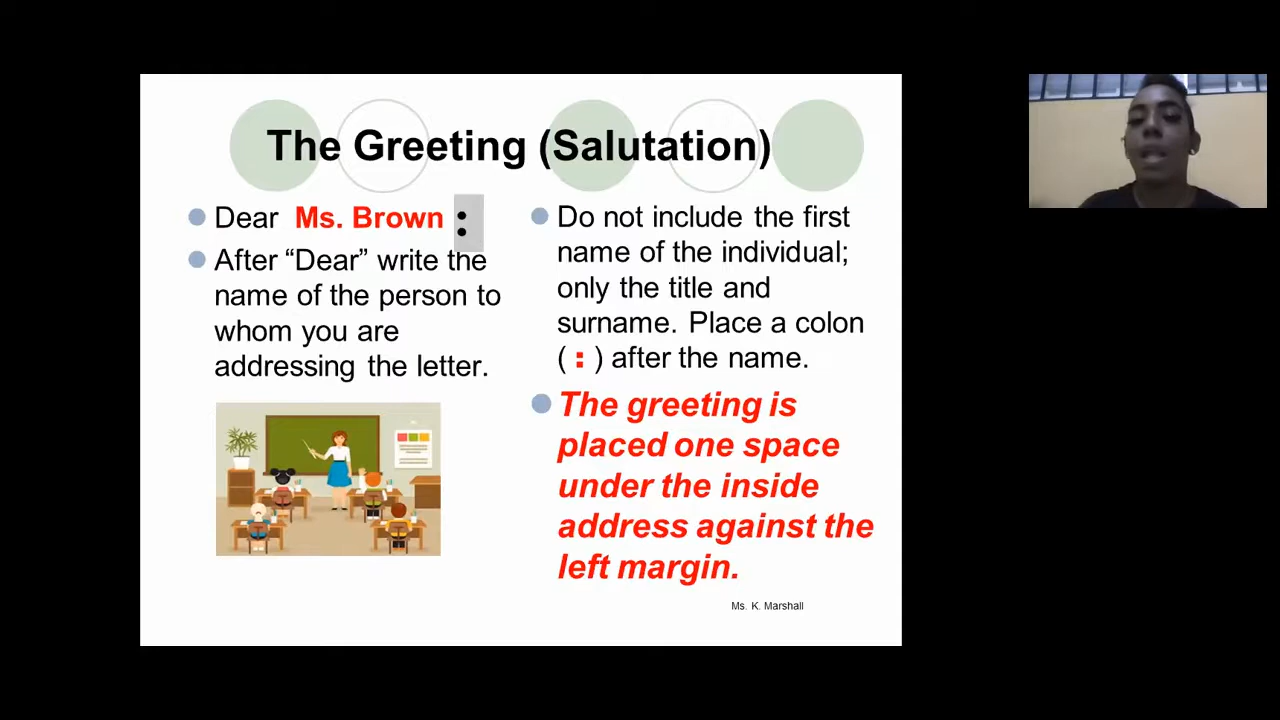 The Greeting (Salutation)
Dear Ms. Brown :
After “Dear” write the
name of the person to
whom you are
addressing the letter.
Do not include the first
name of the individual;
only the title and
surname. Place a colon
( : ) after the name.
The greeting is
placed one space
under the inside
address against the
left margin.
Ms. K. Marshall